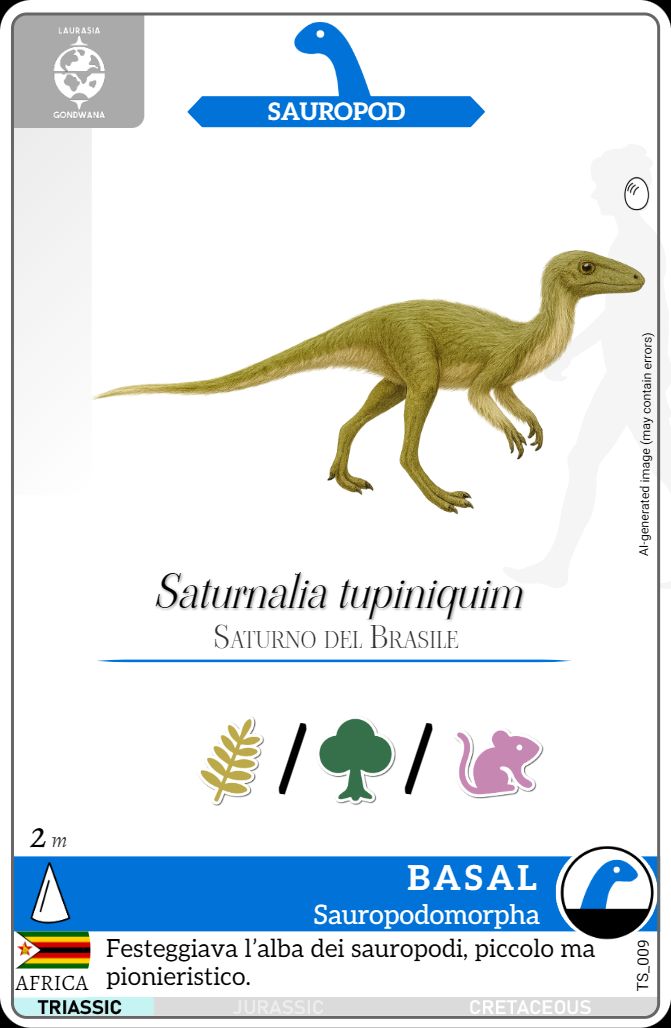 LAURASIA
GONDWANA
SAUROPOD
AI-generated image (may contain errors)
Saturnalia tupiniquim
SATURNO DEL BRASILE
2 m
BASAL
Sauropodomorpha
Festeggiava l’alba dei sauropodi, piccolo ma
pionieristico.
AFRICA
TS_009
TRIASSIC JURASSIC CRETACEOUS